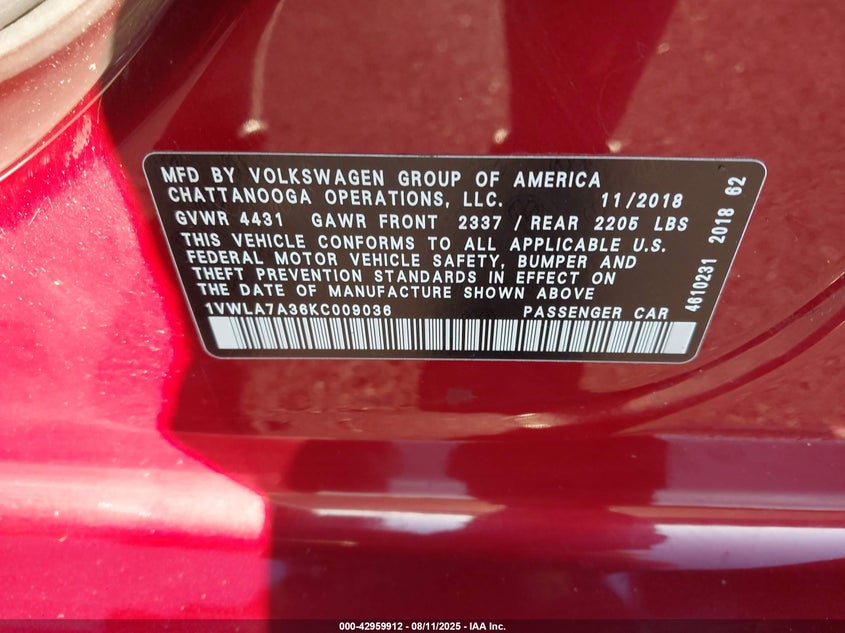 MFD BY VOLKSWAGEN GROUP OF AMERICA
CHATTANOOGA OPERATIONS, LLC. 11/2018
GVWR 4431 GAWR FRONT 2337 / REAR 2205 LBS
THIS VEHICLE CONFORMS TO ALL APPLICABLE U.S.
FEDERAL MOTOR VEHICLE SAFETY, BUMPER AND
THEFT PREVENTION STANDARDS IN EFFECT ON
THE DATE OF MANUFACTURE SHOWN ABOVE
1VWLA7A36KC009036 PASSENGER CAR
4610231 2018 62
000-42959912 - 08/11/2025 - IAA Inc.